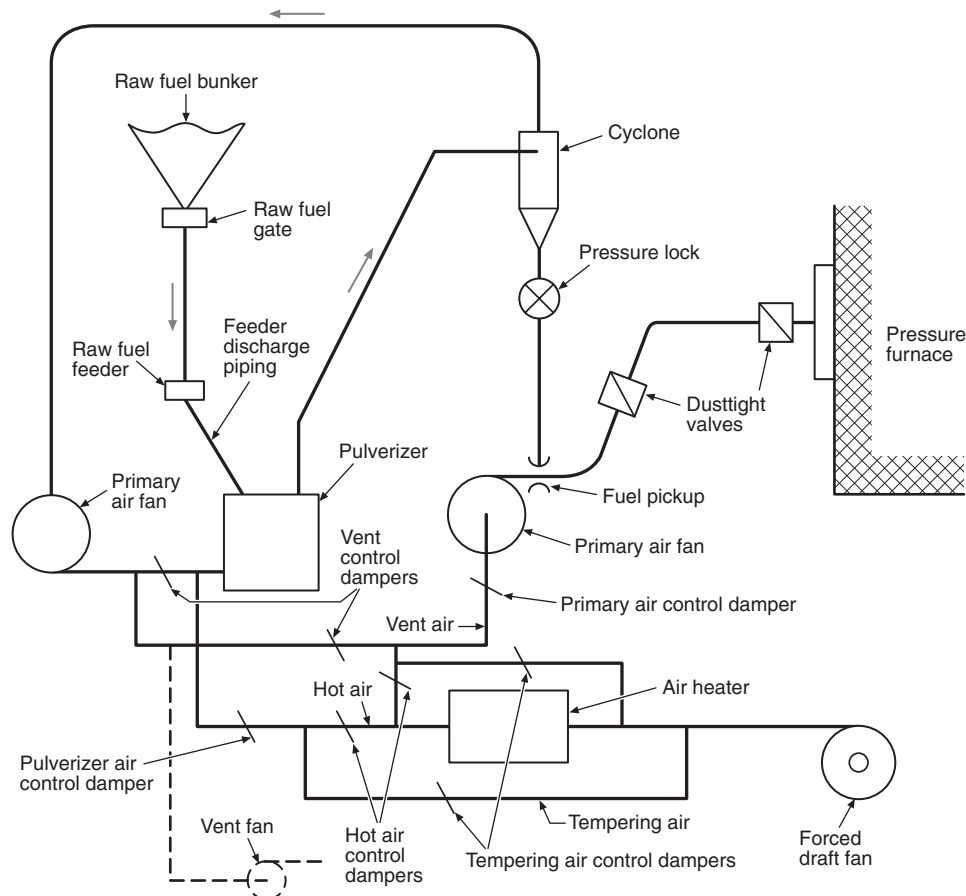 Raw fuel bunker
Cyclone
Raw fuel
gate
Pressure lock
Feeder
discharge
piping
Raw fuel
feeder
Pressure
furnace
Dusttight
valves
Pulverizer
Primary
air fan
Fuel pickup
Vent
control
dampers
Primary air fan
Primary air control damper
Vent air
Hot air
Air heater
Pulverizer air
control damper
Vent fan
Hot air
control
dampers
Tempering air
Tempering air control dampers
Forced
draft fan